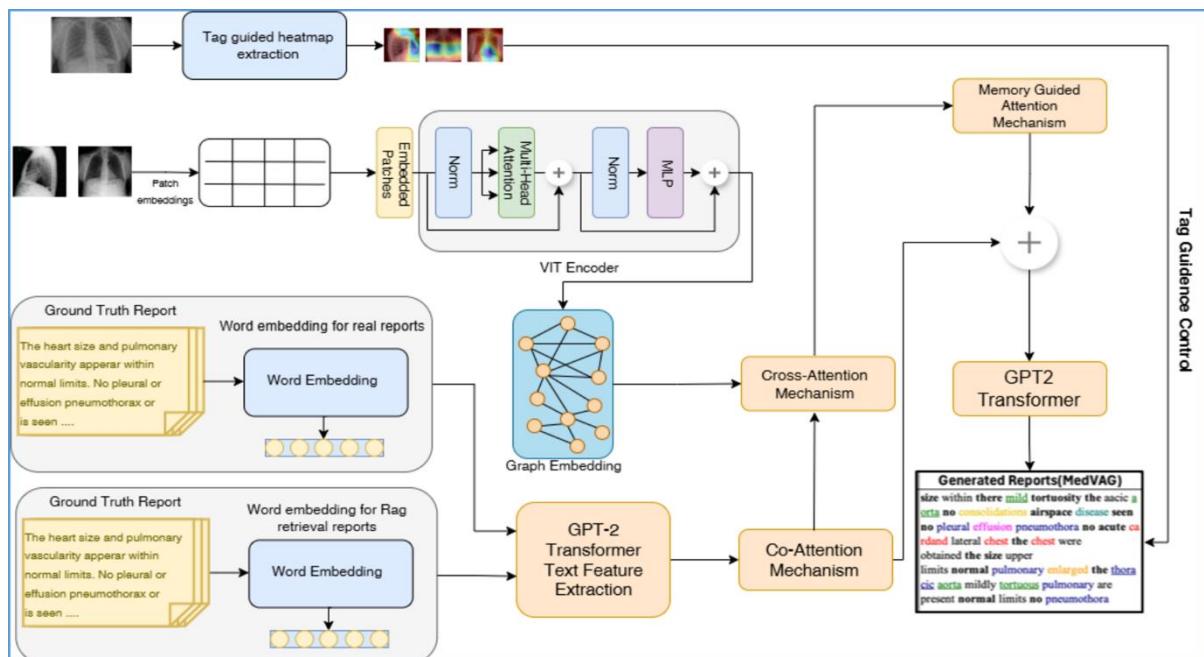 Tag guided heatmap
extraction
Memory Guided
Attention
Mechanism
Patch
embeddings
Embedded
Patches
Norm
Multi-Head
Attention
+
Norm
MLP
+
VIT Encoder
+
Tag Guidence Control
Ground Truth Report
Word embedding for real reports
The heart size and pulmonary
vascularity apperar within
normal limits. No pleural or
effusion pneumothorax or
is seen ....
Word Embedding
Graph Embedding
Cross-Attention
Mechanism
GPT2
Transformer
Ground Truth Report
Word embedding for Rag
retrieval reports
The heart size and pulmonary
vascularity apperar within
normal limits. No pleural or
effusion pneumothorax or
is seen ....
Word Embedding
GPT-2
Transformer
Text Feature
Extraction
Co-Attention
Mechanism
Generated Reports(MedVAG)
size within there mild tortuosity the aacic a
orta no consolidations airspace disease seen
no pleural effusion pneumothora no acute ca
rdand lateral chest the chest were
obtained the size upper
limits normal pulmonary enlarged the thora
cic aorta mildly tortuous pulmonary are
present normal limits no pneumothora